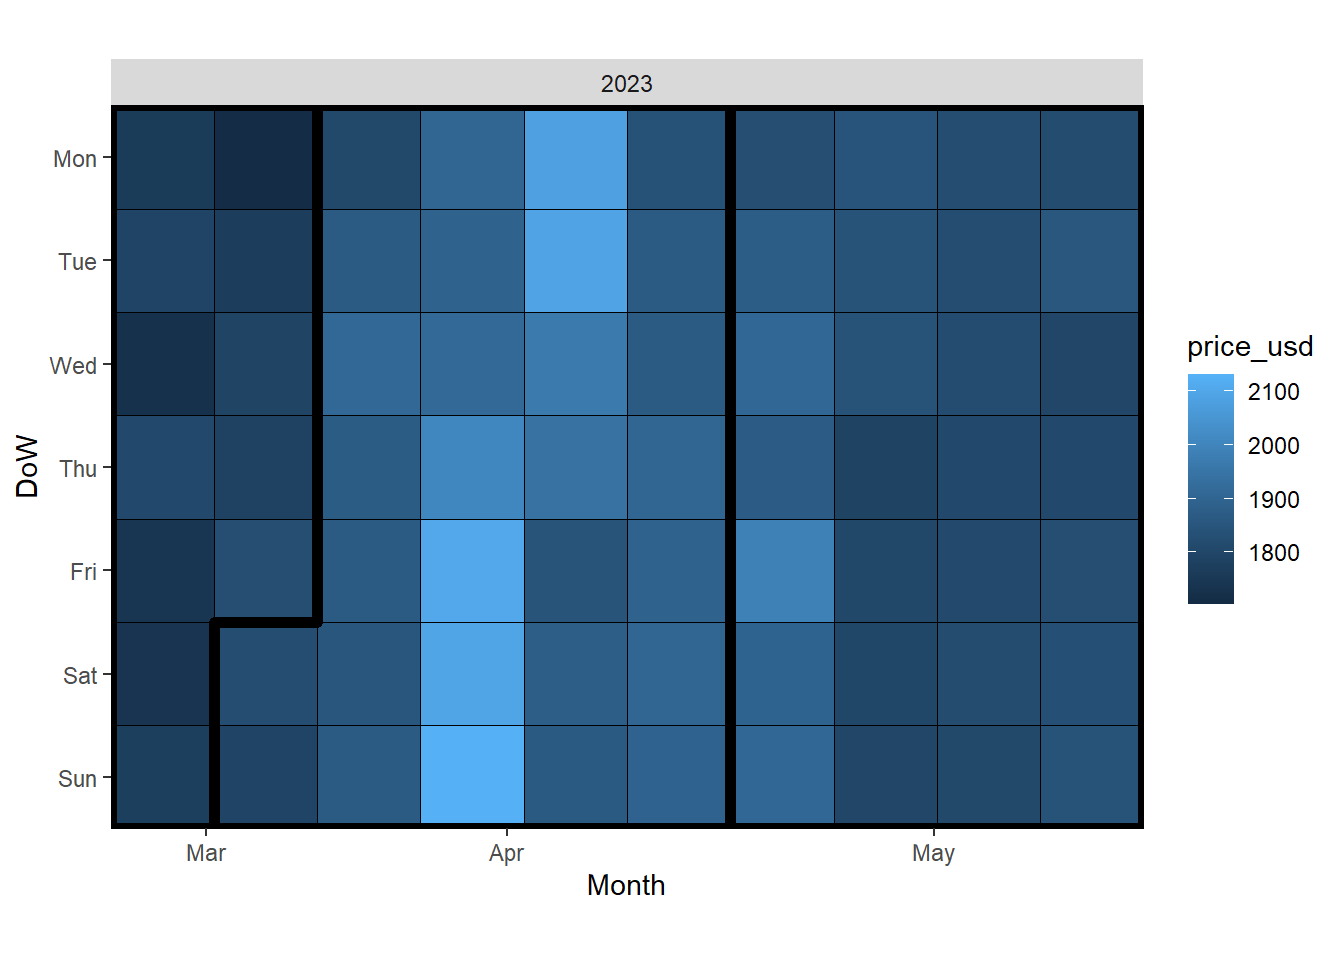 2023
Mon
Tue
Wed
Thu
Fri
Sat
Sun
DoW
Mar Apr May
Month
price_usd
2100
2000
1900
1800